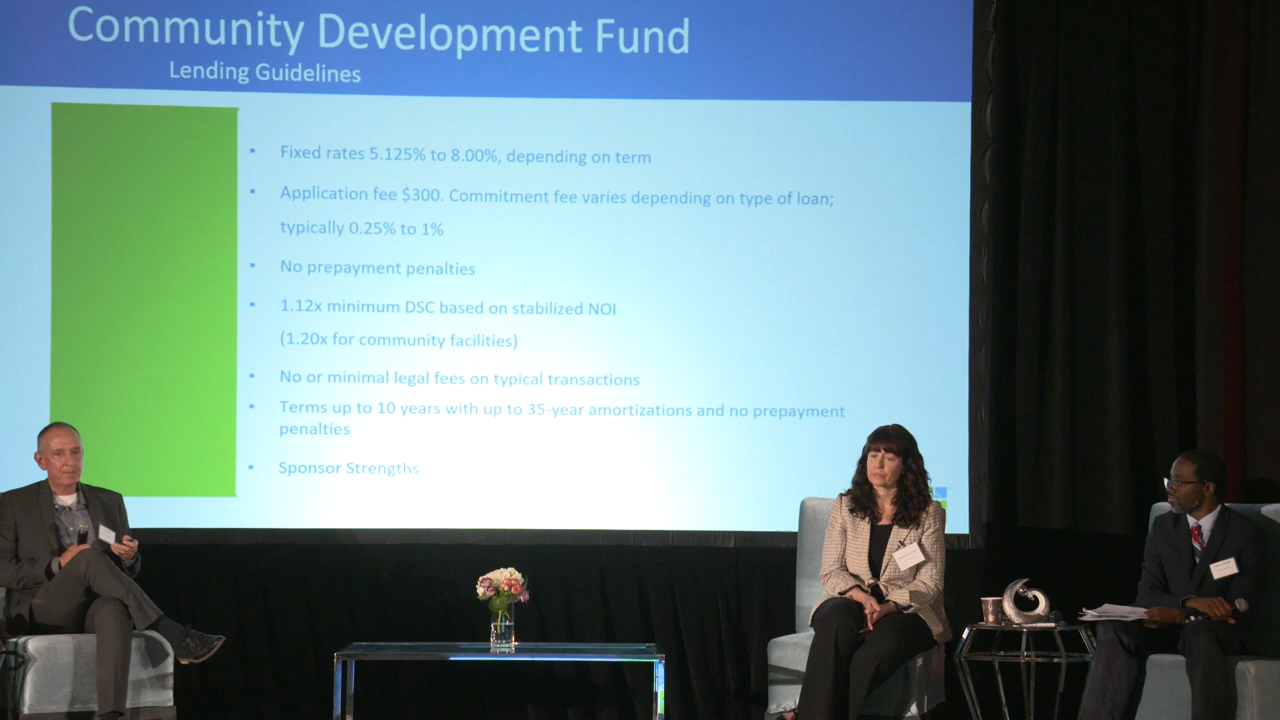 Community Development Fund
Lending Guidelines
▪ Fixed rates 5.125% to 8.00%, depending on term
▪ Application fee $300. Commitment fee varies depending on type of loan;
typically 0.25% to 1%
▪ No prepayment penalties
▪ 1.12x minimum DSC based on stabilized NOI
(1.20x for community facilities)
▪ No or minimal legal fees on typical transactions
▪ Terms up to 10 years with up to 35-year amortizations and no prepayment
penalties
▪ Sponsor Strengths